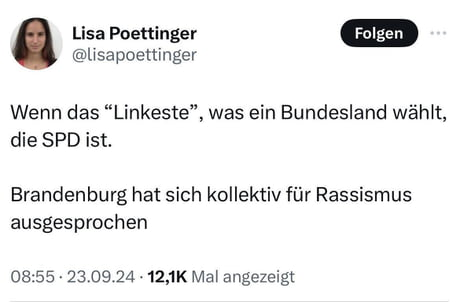 Lisa Poettinger
@lisapoettinger
Folgen
Wenn das “Linkeste”, was ein Bundesland wählt,
die SPD ist.
Brandenburg hat sich kollektiv für Rassismus
ausgesprochen
08:55 · 23.09.24 · 12,1K Mal angezeigt